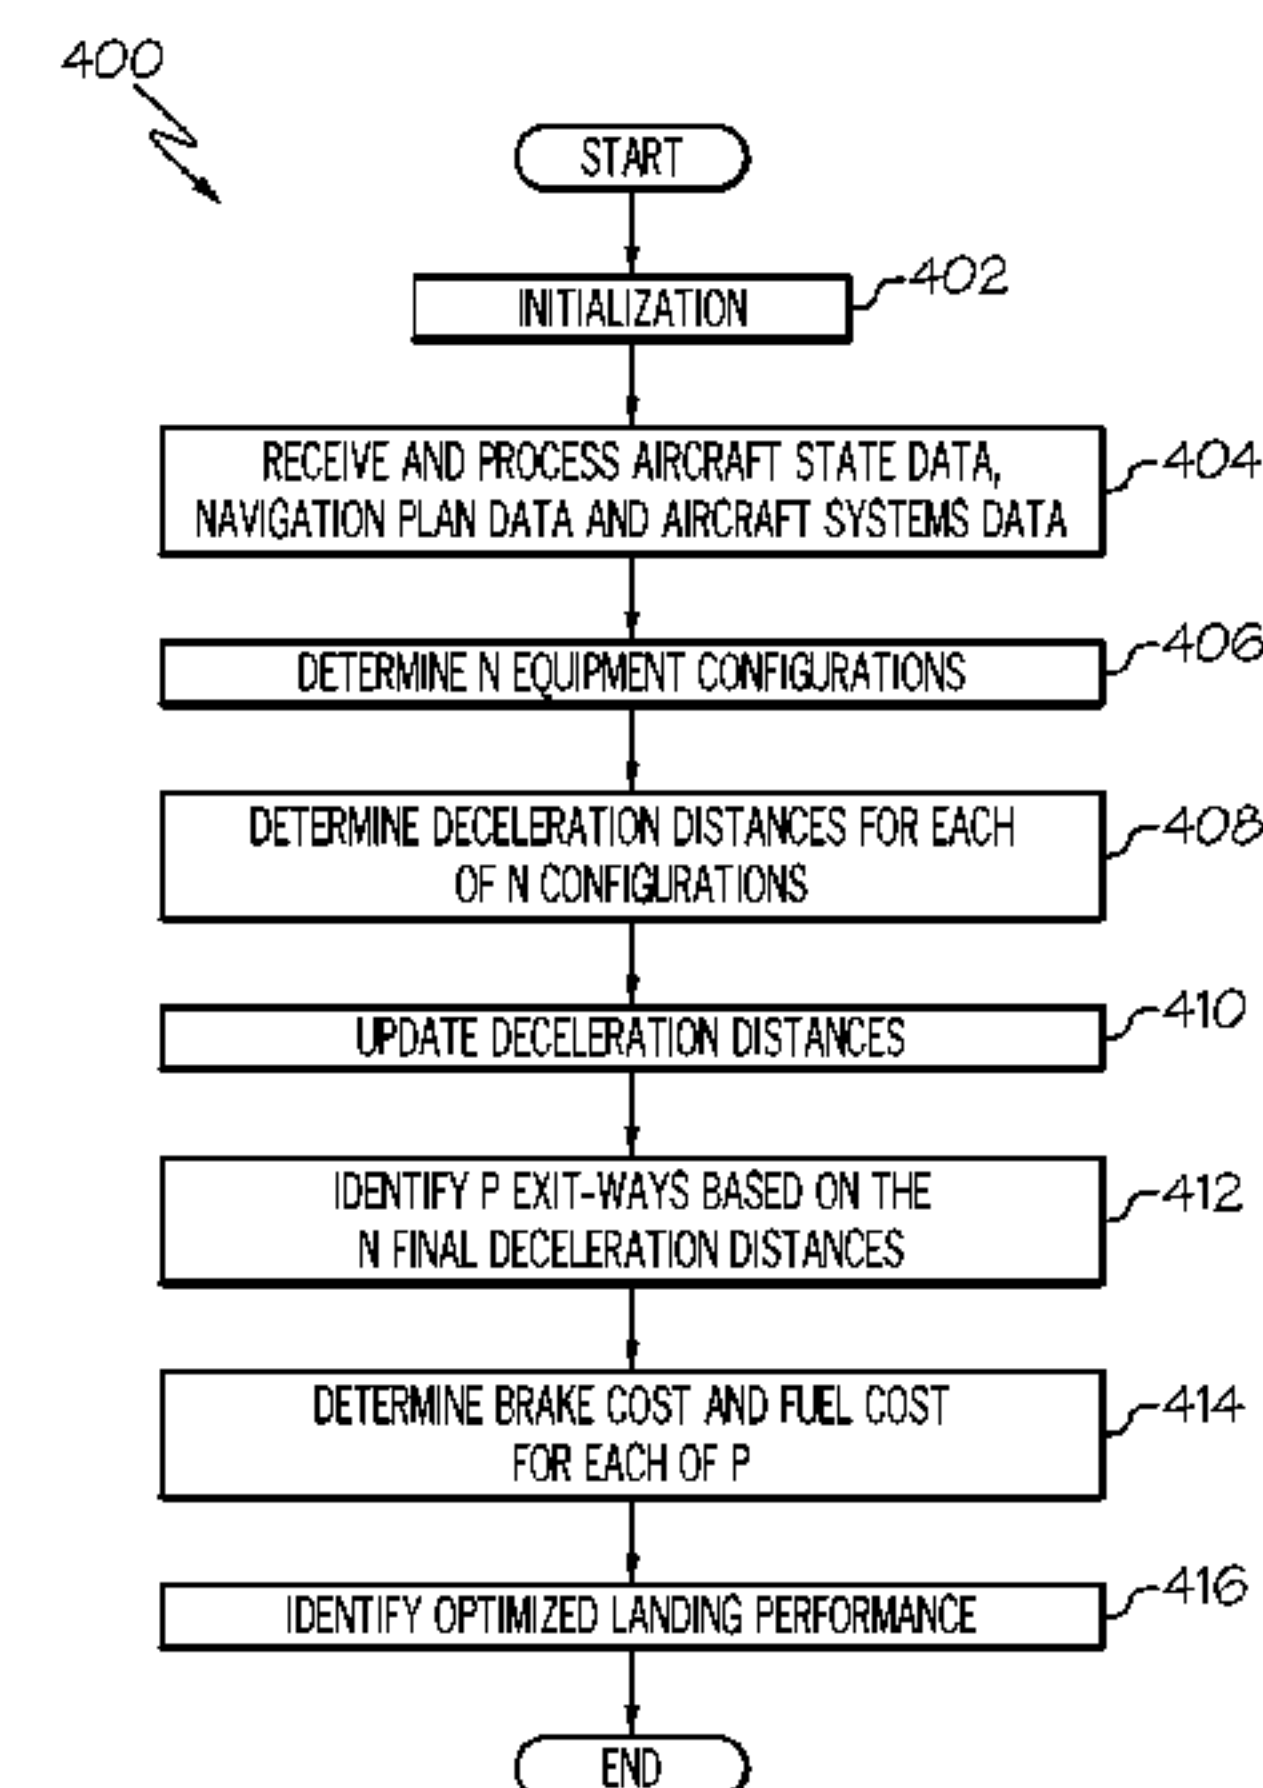 400
START
INITIALIZATION
402
RECEIVE AND PROCESS AIRCRAFT STATE DATA,
NAVIGATION PLAN DATA AND AIRCRAFT SYSTEMS DATA
404
DETERMINE N EQUIPMENT CONFIGURATIONS
406
DETERMINE DECELERATION DISTANCES FOR EACH
OF N CONFIGURATIONS
408
UPDATE DECELERATION DISTANCES
410
IDENTIFY P EXIT-WAYS BASED ON THE
N FINAL DECELERATION DISTANCES
412
DETERMINE BRAKE COST AND FUEL COST
FOR EACH OF P
414
IDENTIFY OPTIMIZED LANDING PERFORMANCE
416
END